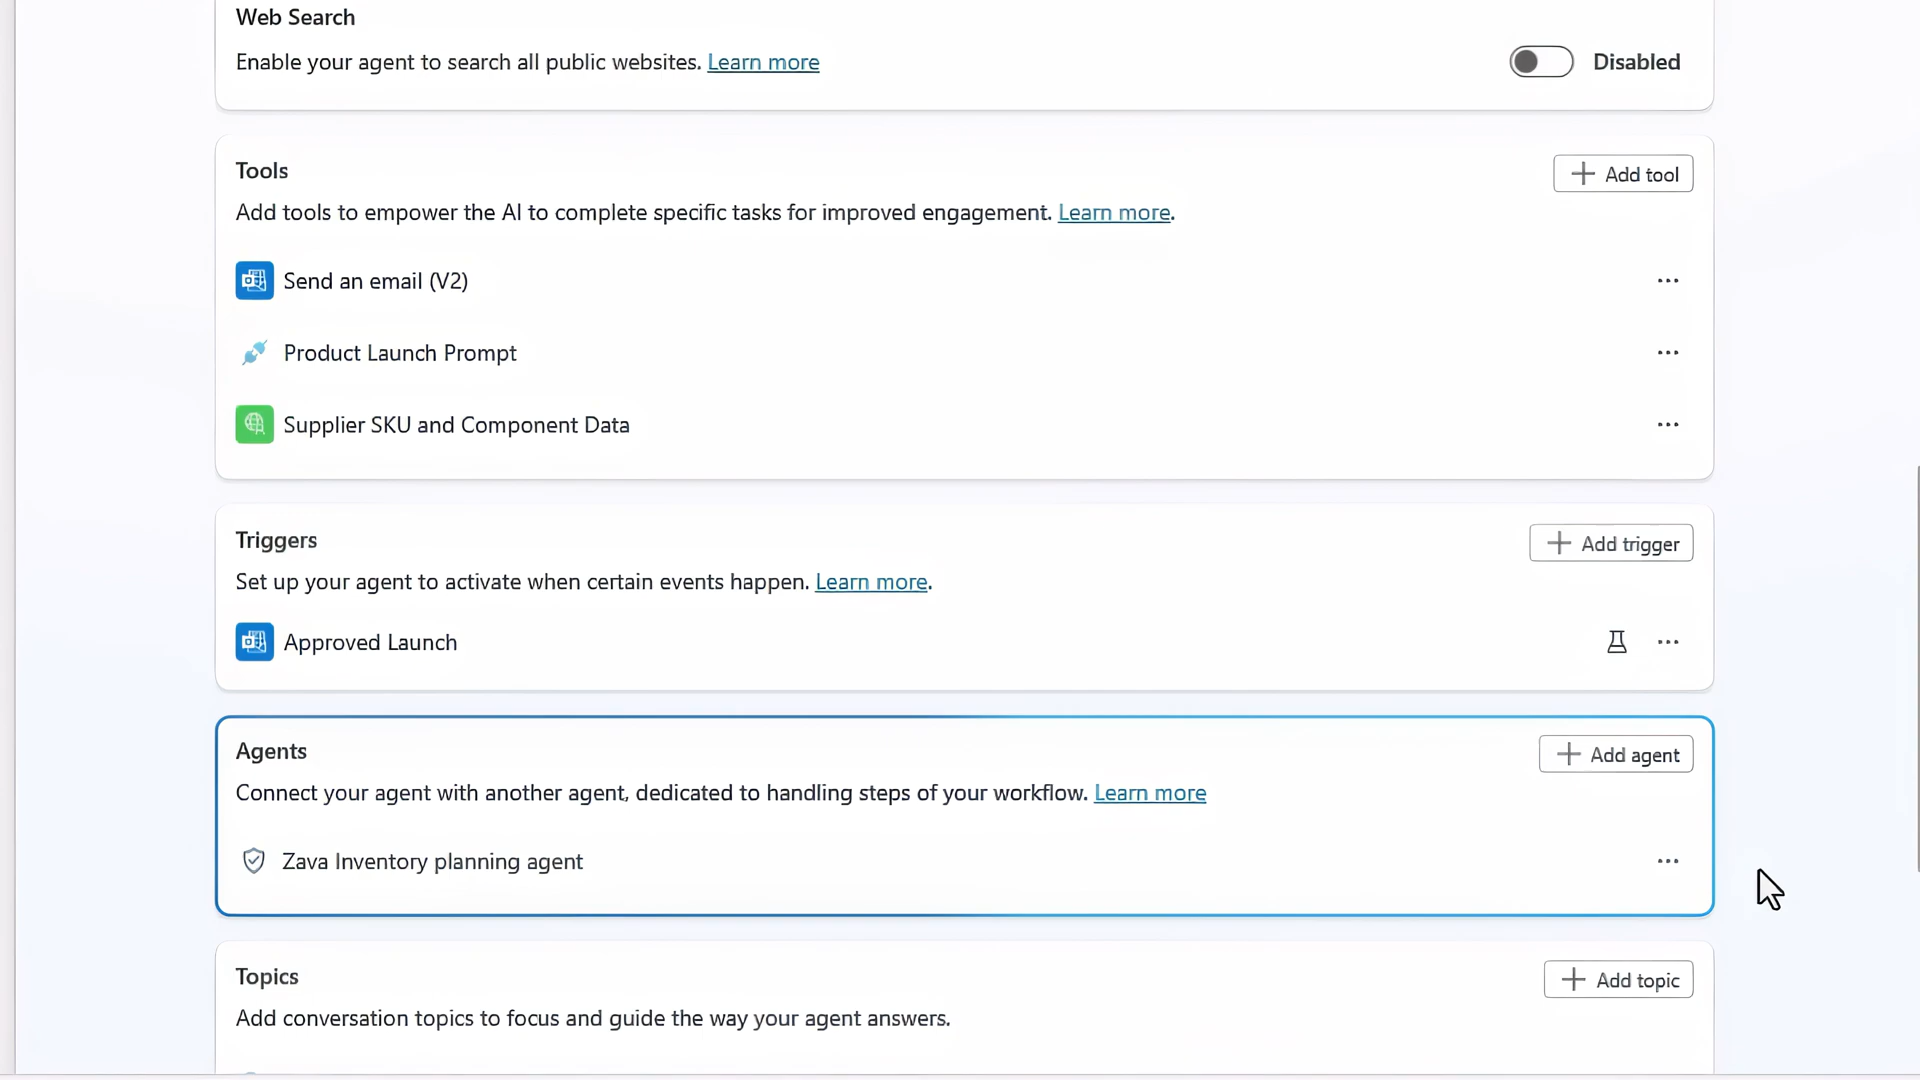 Web Search
Enable your agent to search all public websites. Learn more
Disabled
Tools
Add tool
Add tools to empower the AI to complete specific tasks for improved engagement. Learn more.
Send an email (V2)
Product Launch Prompt
Supplier SKU and Component Data
Triggers
Add trigger
Set up your agent to activate when certain events happen. Learn more.
Approved Launch
Agents
Add agent
Connect your agent with another agent, dedicated to handling steps of your workflow. Learn more
Zava Inventory planning agent
Topics
Add topic
Add conversation topics to focus and guide the way your agent answers.